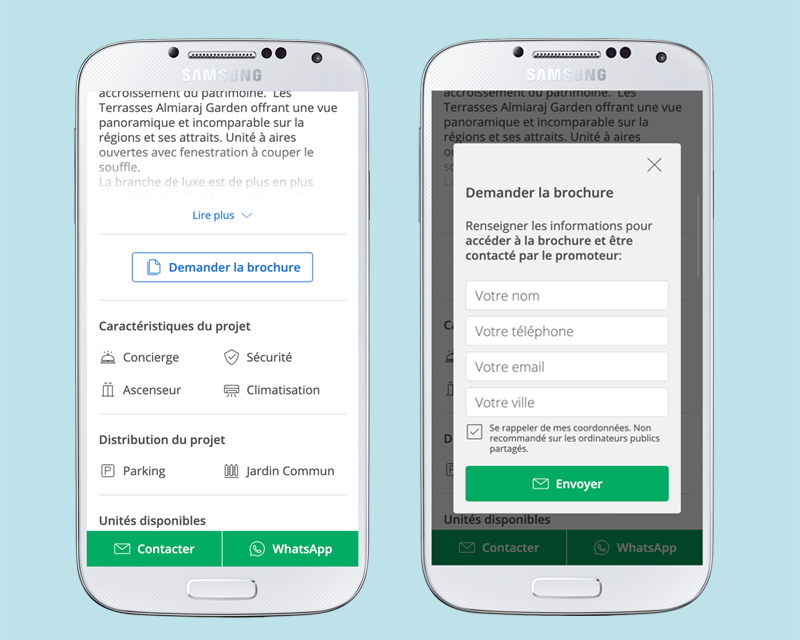 SAMSUNG
accroissement du patrimoine. Les
Terrasses Almiaraj Garden offrant une vue
panoramique et incomparable sur la
régions et ses attraits. Unité à aires
ouvertes avec fenestration à couper le
souffle.
La branche de luxe est de plus en plus
Lire plus
Demander la brochure
Caractéristiques du projet
Concierge
Sécurité
Ascenseur
Climatisation
Distribution du projet
P Parking
Jardin Commun
Unités disponibles
Contacter
WhatsApp
SAMSUNG
accroissement du patrimoine. Les
Terrasses Almiaraj Garden offrant une vue
panoramique et incomparable sur la
régions et ses attraits. Unité à aires
Demander la brochure
Renseigner les informations pour
accéder à la brochure et être
contacté par le promoteur:
Votre nom
Votre téléphone
Votre email
Votre ville
Se rappeler de mes coordonnées. Non
recommandé sur les ordinateurs publics
partagés.
Envoyer
Unités disponibles
Contacter
WhatsApp